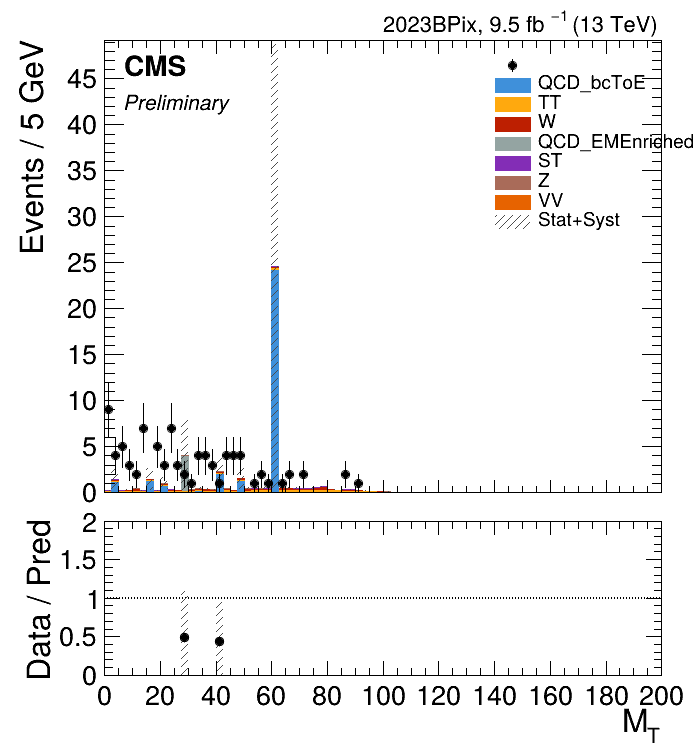 2023BPix, 9.5 fb⁻¹ (13 TeV)
CMS
Preliminary
Events / 5 GeV
45
40
35
30
25
20
15
10
5
0
QCD_bcToE
TT
W
QCD_EMEnriched
ST
Z
VV
Stat+Syst
Data / Pred
2
1.5
1
0.5
0
0 20 40 60 80 100 120 140 160 180 200
M_T